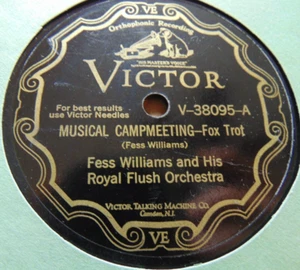 Orthophonic Recording
VE
"HIS MASTER'S VOICE"
VICTOR
For best results
use Victor Needles
V-38095-A
MUSICAL CAMPMEETING-Fox Trot
(Fess Williams)
Fess Williams and His
Royal Flush Orchestra
VICTOR TALKING MACHINE CO.
Camden, N.J.
VE